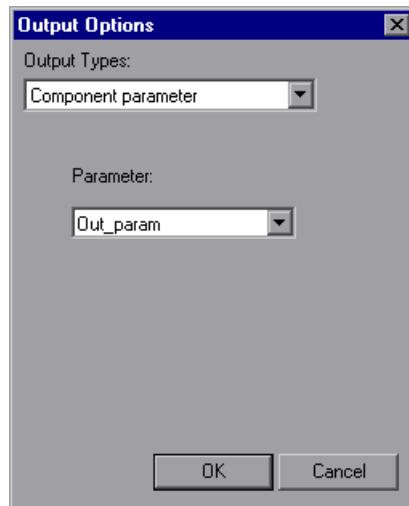 Output Options
Output Types:
Component parameter
Parameter:
Out_param
OK
Cancel